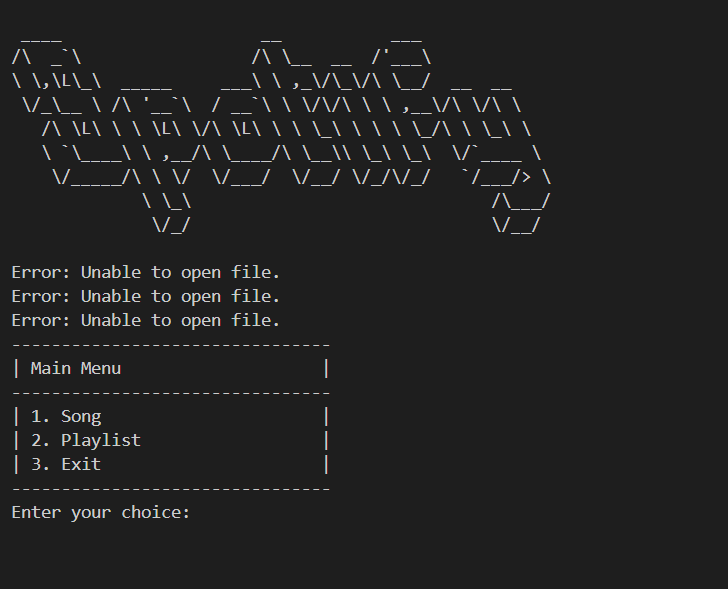 Spotify
Error: Unable to open file.
Error: Unable to open file.
Error: Unable to open file.
-------------------------------- 
| Main Menu                    |
--------------------------------
| 1. Song                      |
| 2. Playlist                  |
| 3. Exit                      |
--------------------------------
Enter your choice: